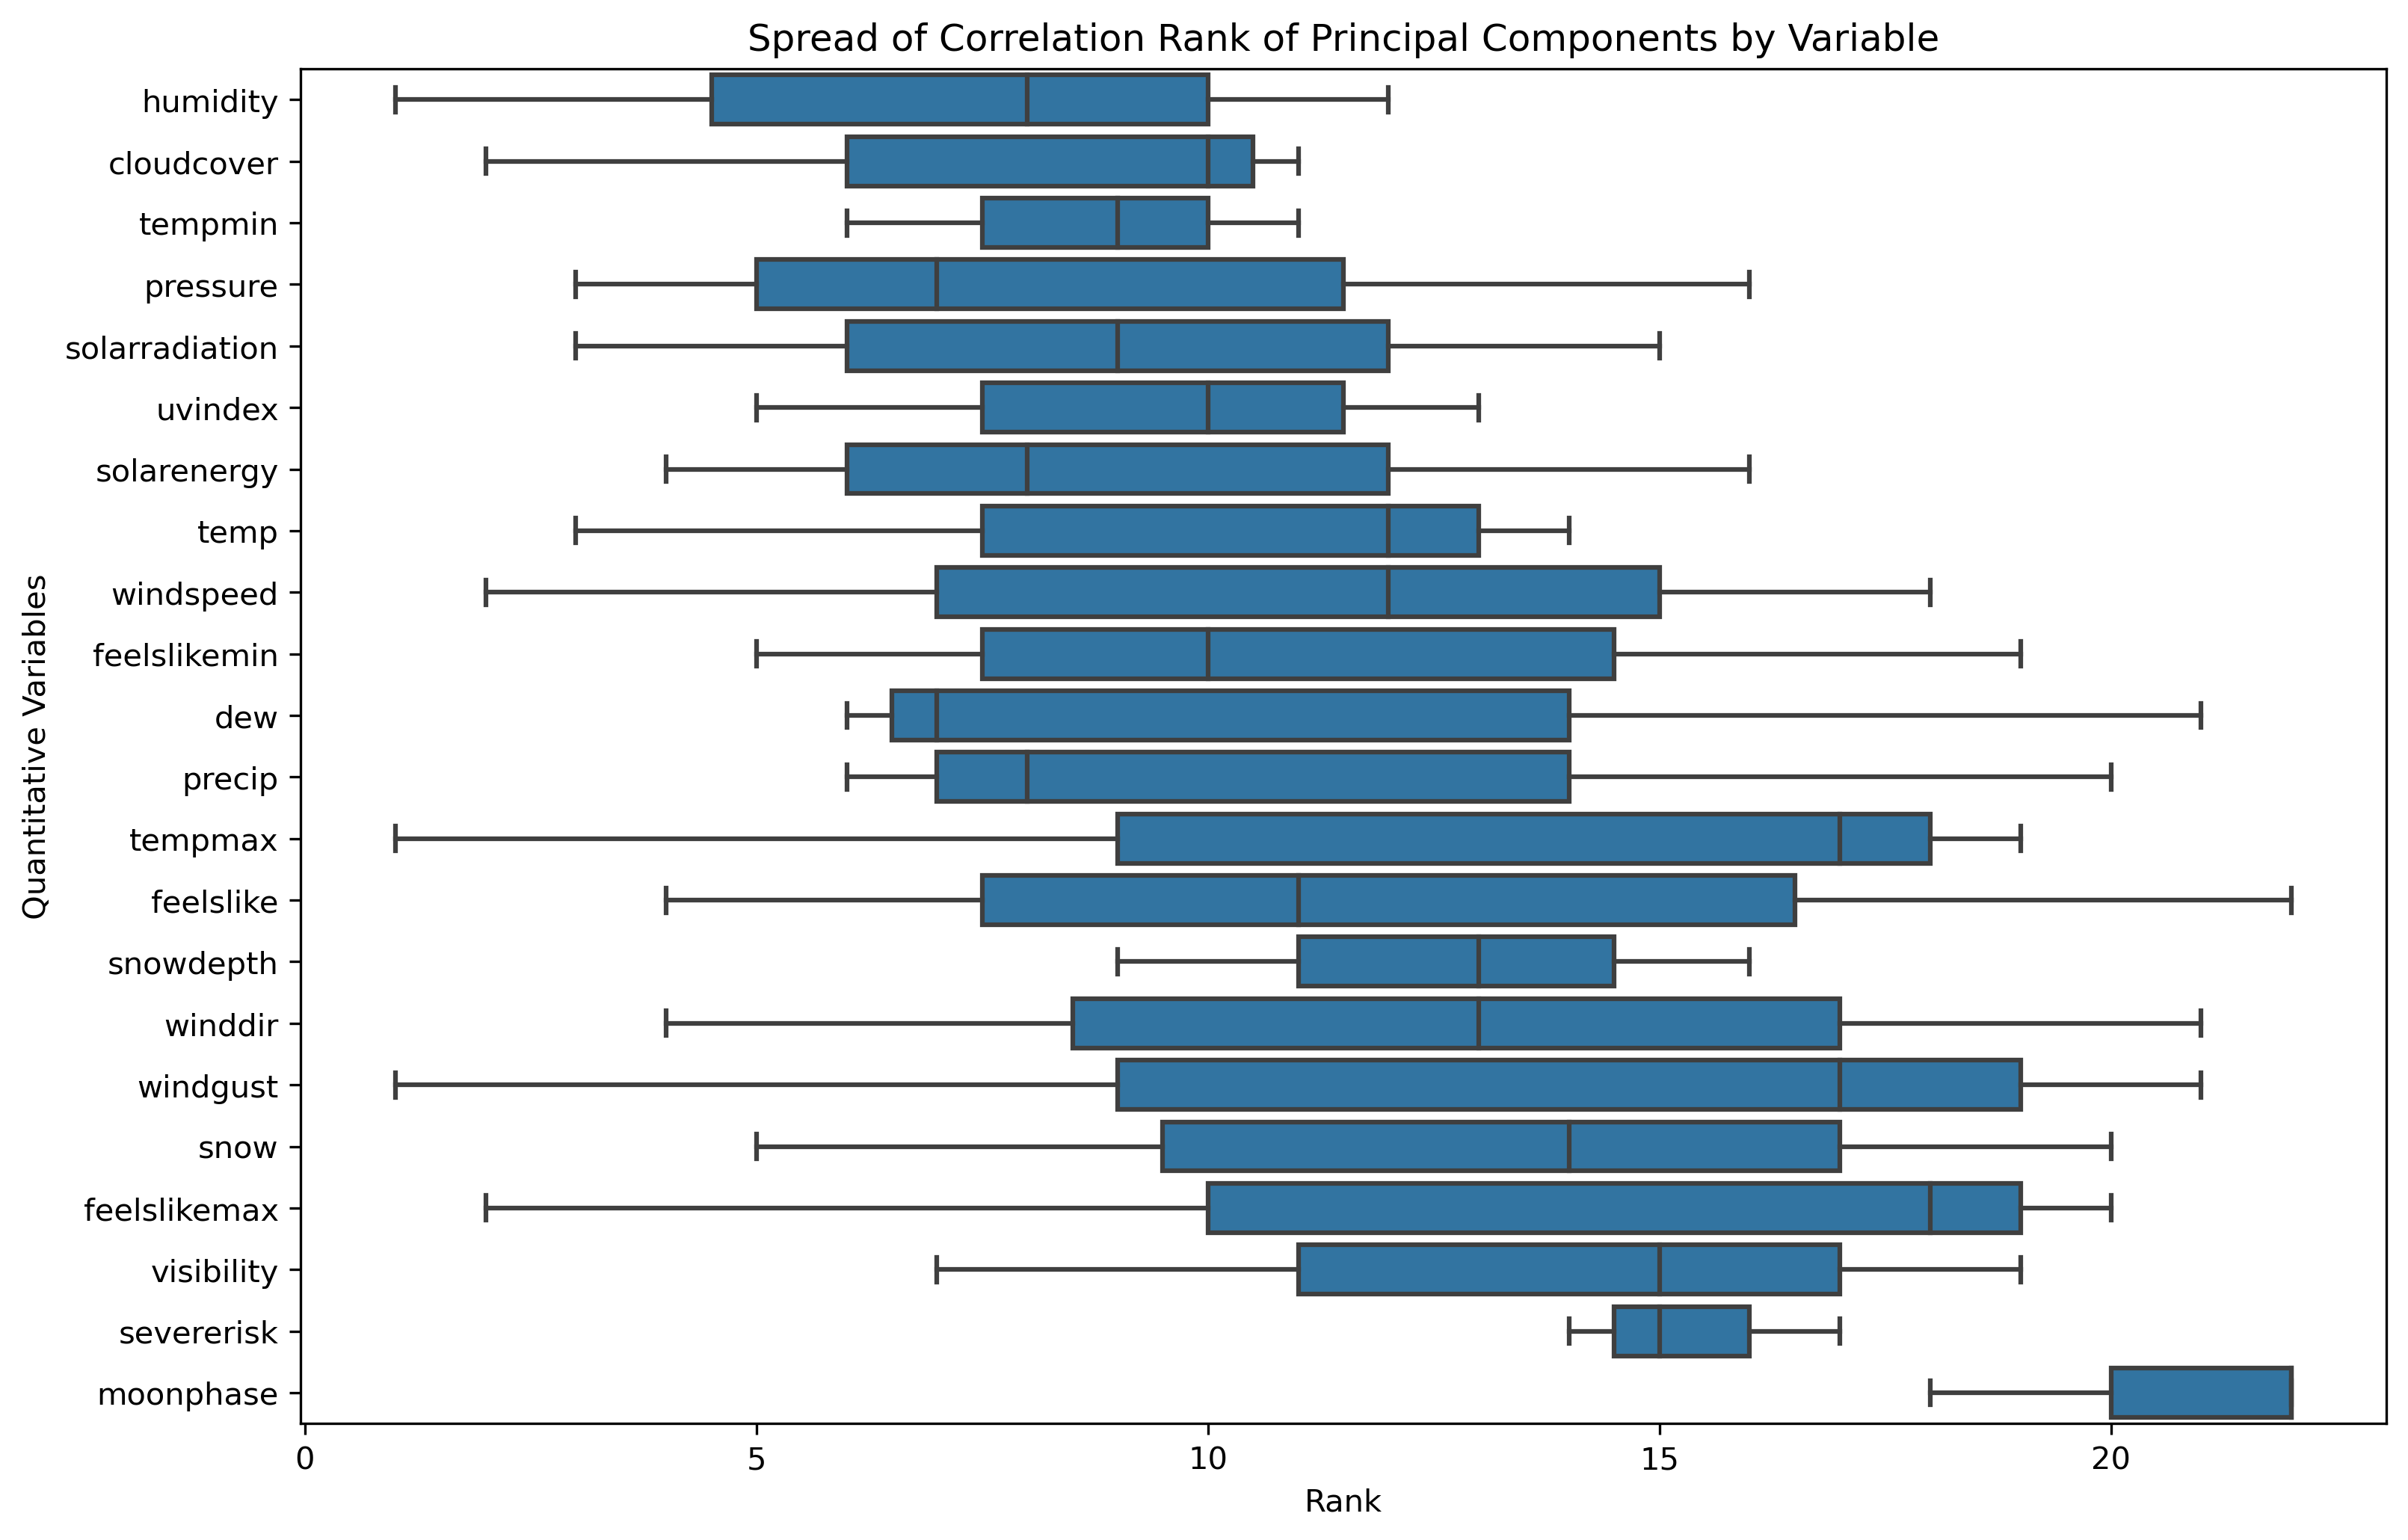 Spread of Correlation Rank of Principal Components by Variable
humidity
cloudcover
tempmin
pressure
solarradiation
uvindex
solarenergy
temp
windspeed
feelslikemin
dew
precip
tempmax
feelslike
snowdepth
winddir
windgust
snow
feelslikemax
visibility
severerisk
moonphase
Quantitative Variables
0 5 10 15 20
Rank